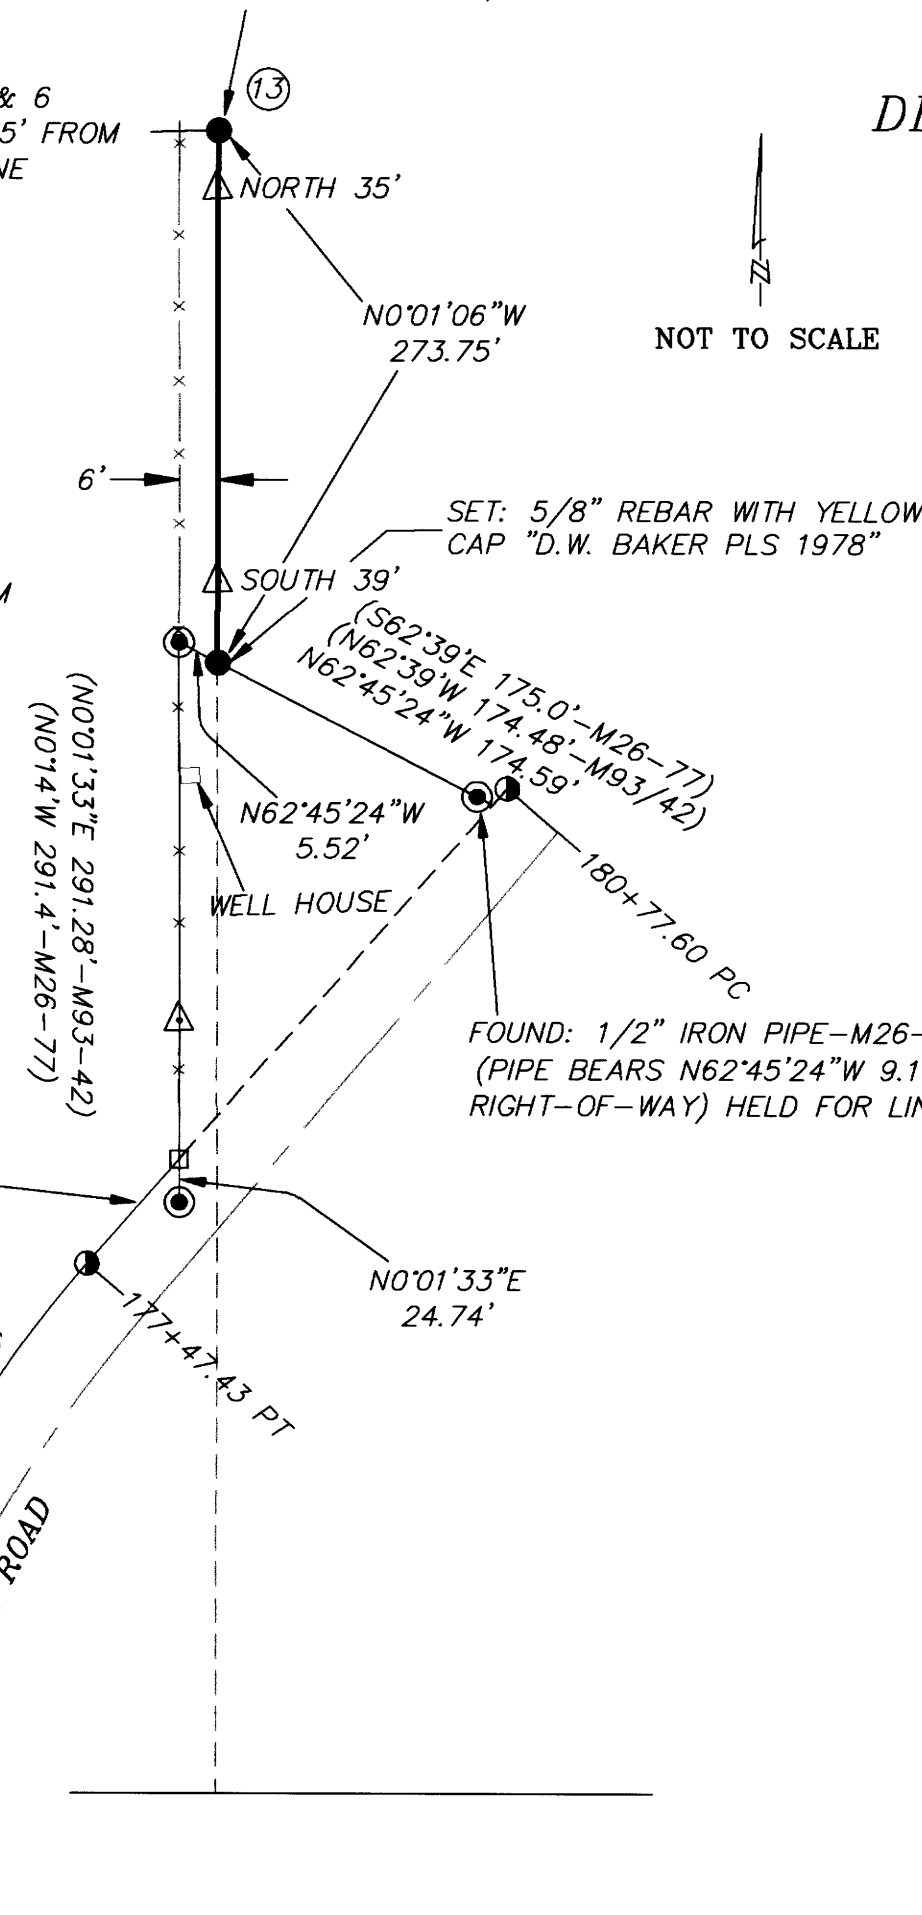 13
& 6
5' FROM
NE
DE
NORTH 35'
N
N0°01'06"W
273.75'
NOT TO SCALE
6'
SET: 5/8" REBAR WITH YELLOW
CAP "D.W. BAKER PLS 1978"
SOUTH 39'
M
(S62°39'E 175.0'-M26-77)
(N62°39'W 174.48'-M93/42)
N62°45'24"W 174.59'
(N0°01'33"E 291.28'-M93-42)
(N0°14'W 291.4'-M26-77)
N62°45'24"W
5.52'
WELL HOUSE
180+77.60 PC
FOUND: 1/2" IRON PIPE-M26-
(PIPE BEARS N62°45'24"W 9.1
RIGHT-OF-WAY) HELD FOR LIN
N0°01'33"E
24.74'
177+47.43 PT
ROAD